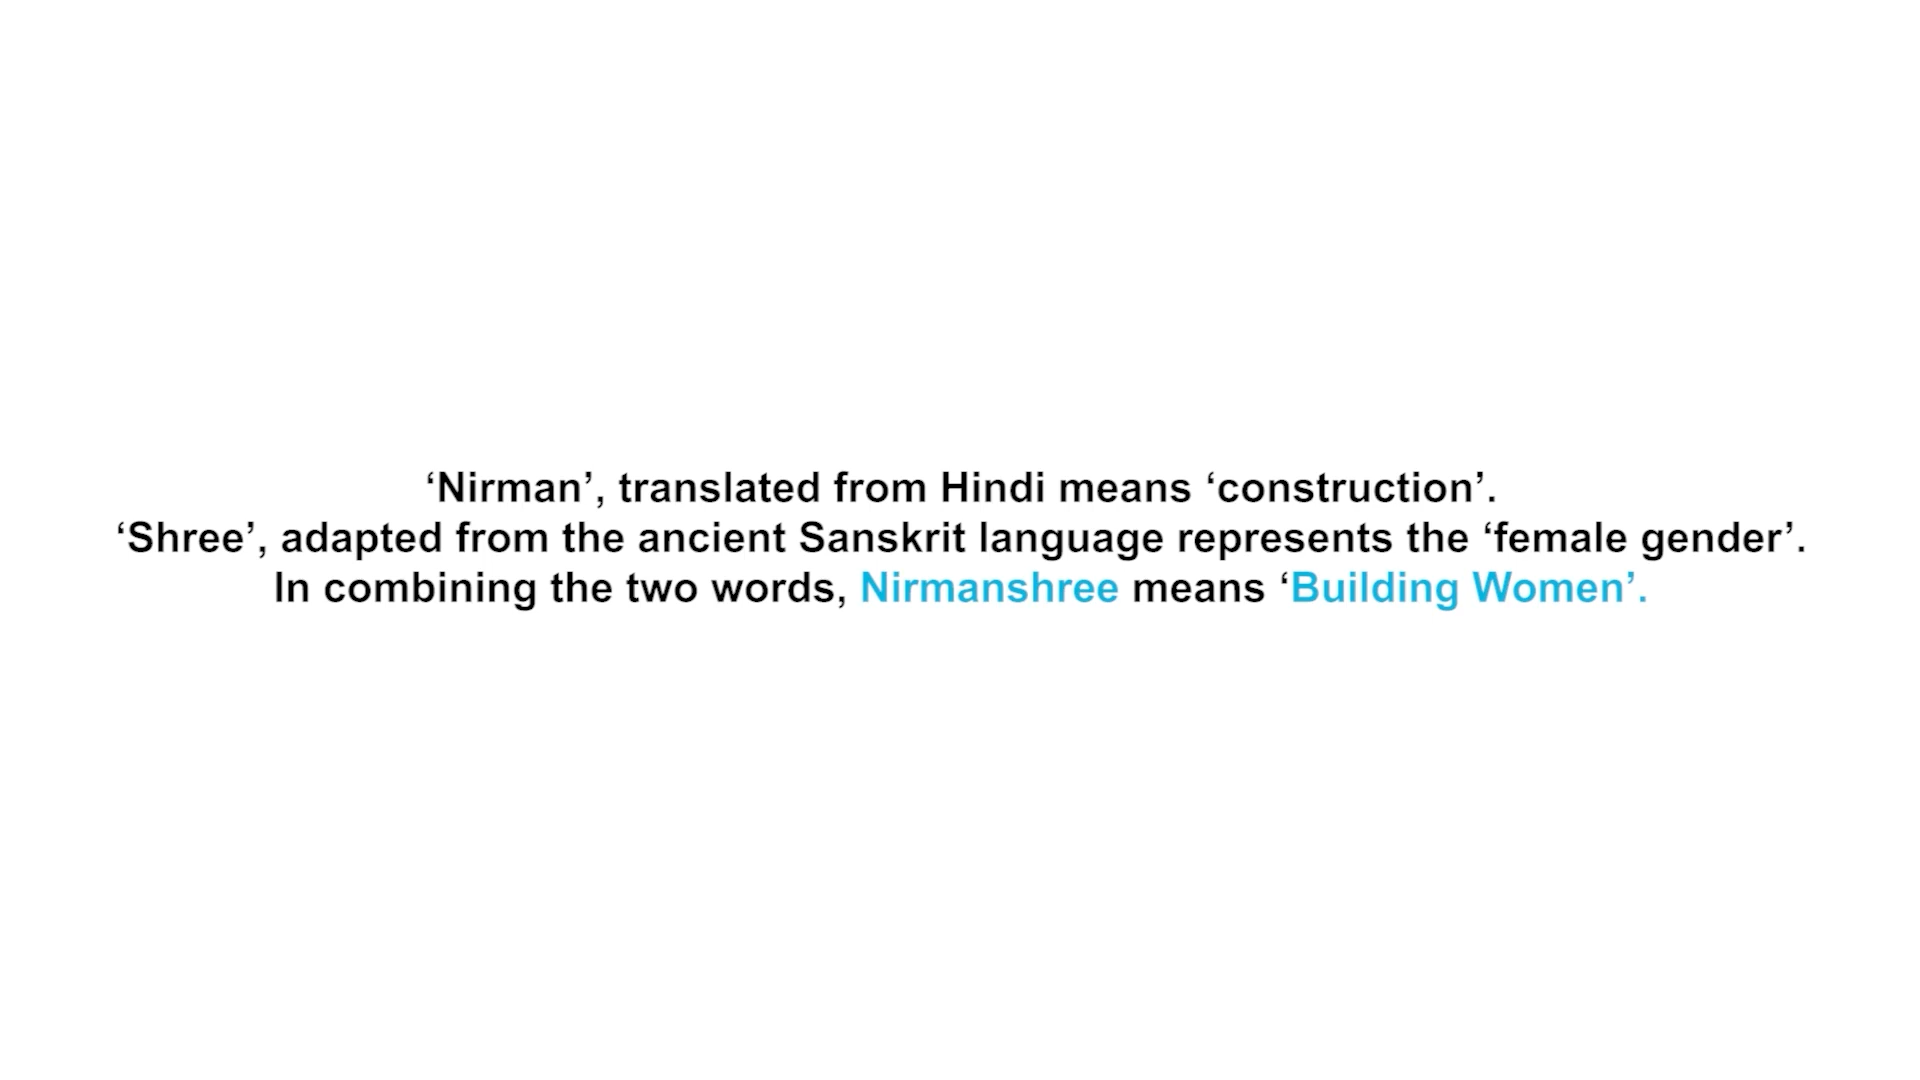 ‘Nirman’, translated from Hindi means ‘construction’.
‘Shree’, adapted from the ancient Sanskrit language represents the ‘female gender’.
In combining the two words, Nirmanshree means ‘Building Women’.